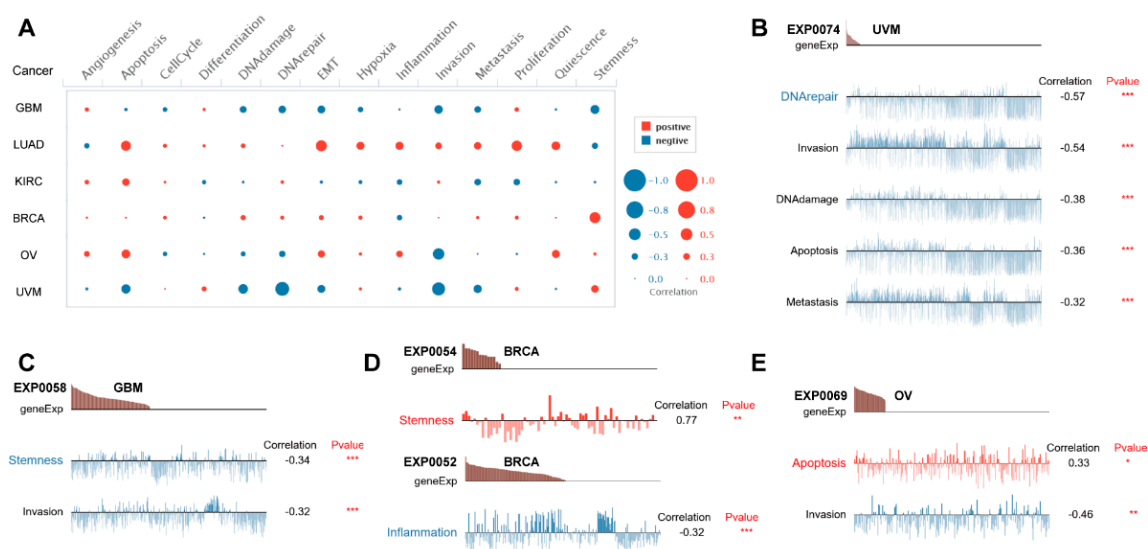 A
Angiogenesis
Apoptosis
CellCycle
Differentiation
DNAdamage
DNArepair
EMT
Hypoxia
Inflammation
Invasion
Metastasis
Proliferation
Quiescence
Stemness
Cancer
GBM
LUAD
KIRC
BRCA
OV
UVM
positive
negtive
-1.0 1.0
-0.8 0.8
-0.5 0.5
-0.3 0.3
0.0 0.0
Correlation
B
EXP0074 UVM
geneExp
Correlation Pvalue
DNArepair -0.57 ***
Invasion -0.54 ***
DNAdamage -0.38 ***
Apoptosis -0.36 ***
Metastasis -0.32 ***
C
EXP0058 GBM
geneExp
Correlation Pvalue
Stemness -0.34 ***
Invasion -0.32 ***
D
EXP0054 BRCA
geneExp
Correlation Pvalue
Stemness 0.77 **
EXP0052 BRCA
geneExp
Correlation Pvalue
Inflammation -0.32 ***
E
EXP0069 OV
geneExp
Correlation Pvalue
Apoptosis 0.33 *
Invasion -0.46 **